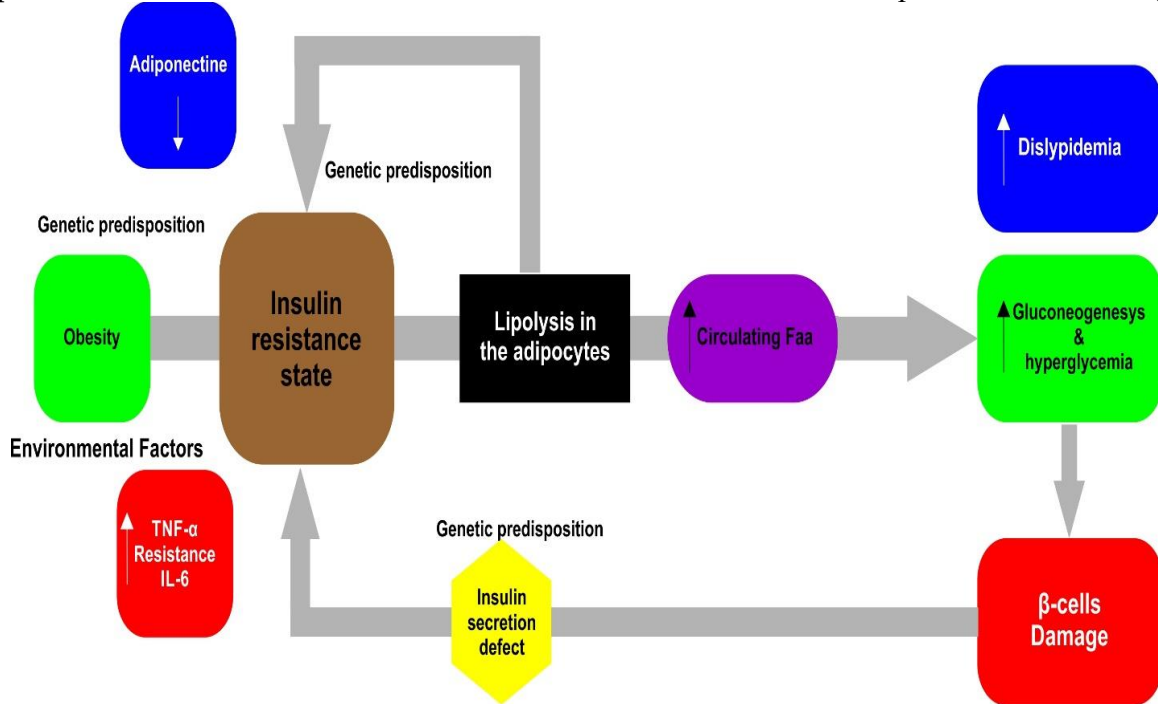 Adiponectine
Dislypidemia
Genetic predisposition
Genetic predisposition
Obesity
Insulin
resistance
state
Lipolysis in
the adipocytes
Circulating Faa
Gluconeogenesys
&
hyperglycemia
Environmental Factors
TNF-α
Resistance
IL-6
Genetic predisposition
Insulin
secretion
defect
β-cells
Damage